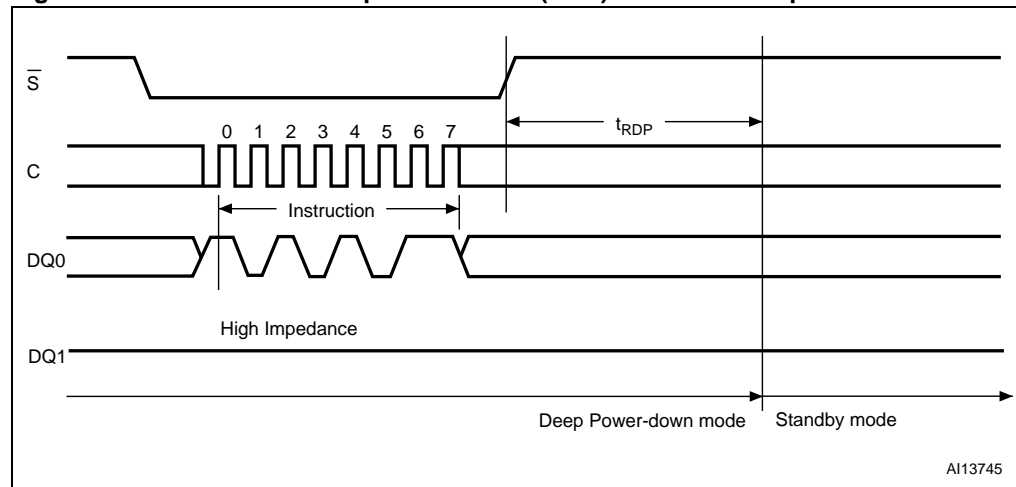 S
tRDP
0 1 2 3 4 5 6 7
C
Instruction
DQ0
High Impedance
DQ1
Deep Power-down mode Standby mode
AI13745